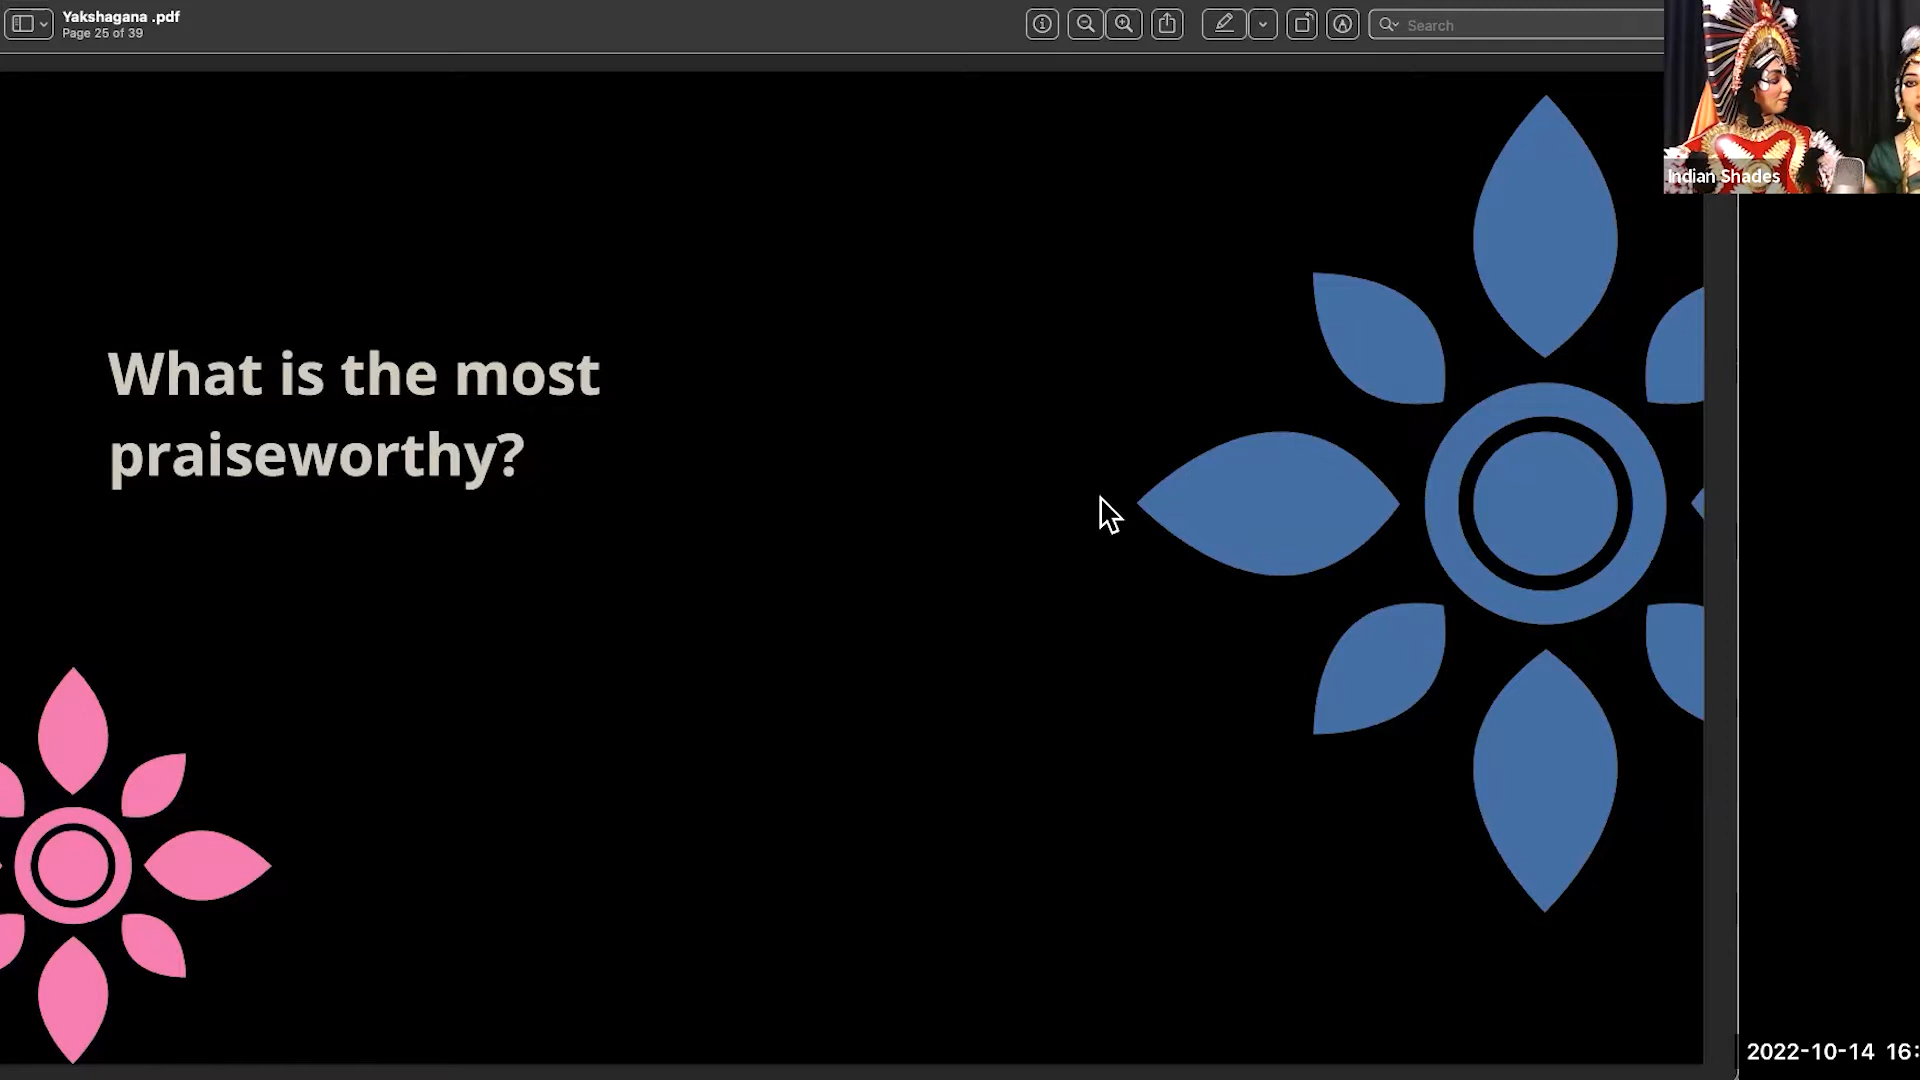 Yakshagana .pdf
Page 25 of 39
Search
Indian Shades
What is the most
praiseworthy?
2022-10-14 16: